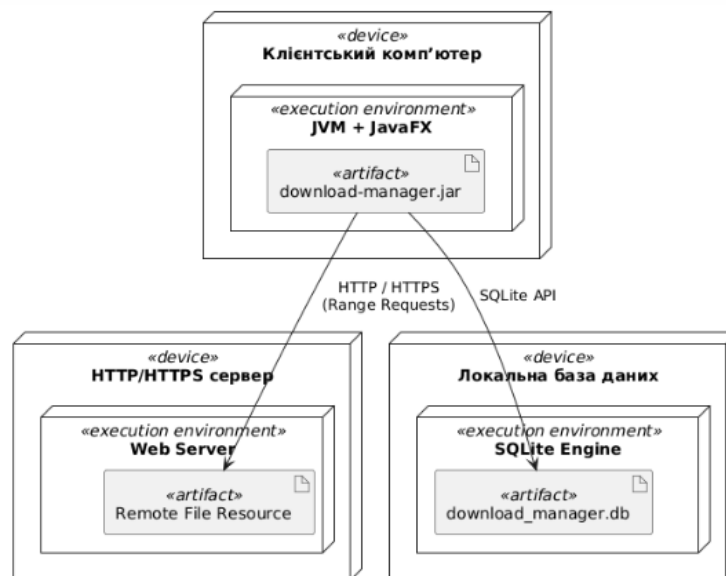 «device»
Клієнтський комп’ютер
«execution environment»
JVM + JavaFX
«artifact»
download-manager.jar
HTTP / HTTPS
(Range Requests)
SQLite API
«device»
HTTP/HTTPS сервер
«execution environment»
Web Server
«artifact»
Remote File Resource
«device»
Локальна база даних
«execution environment»
SQLite Engine
«artifact»
download_manager.db